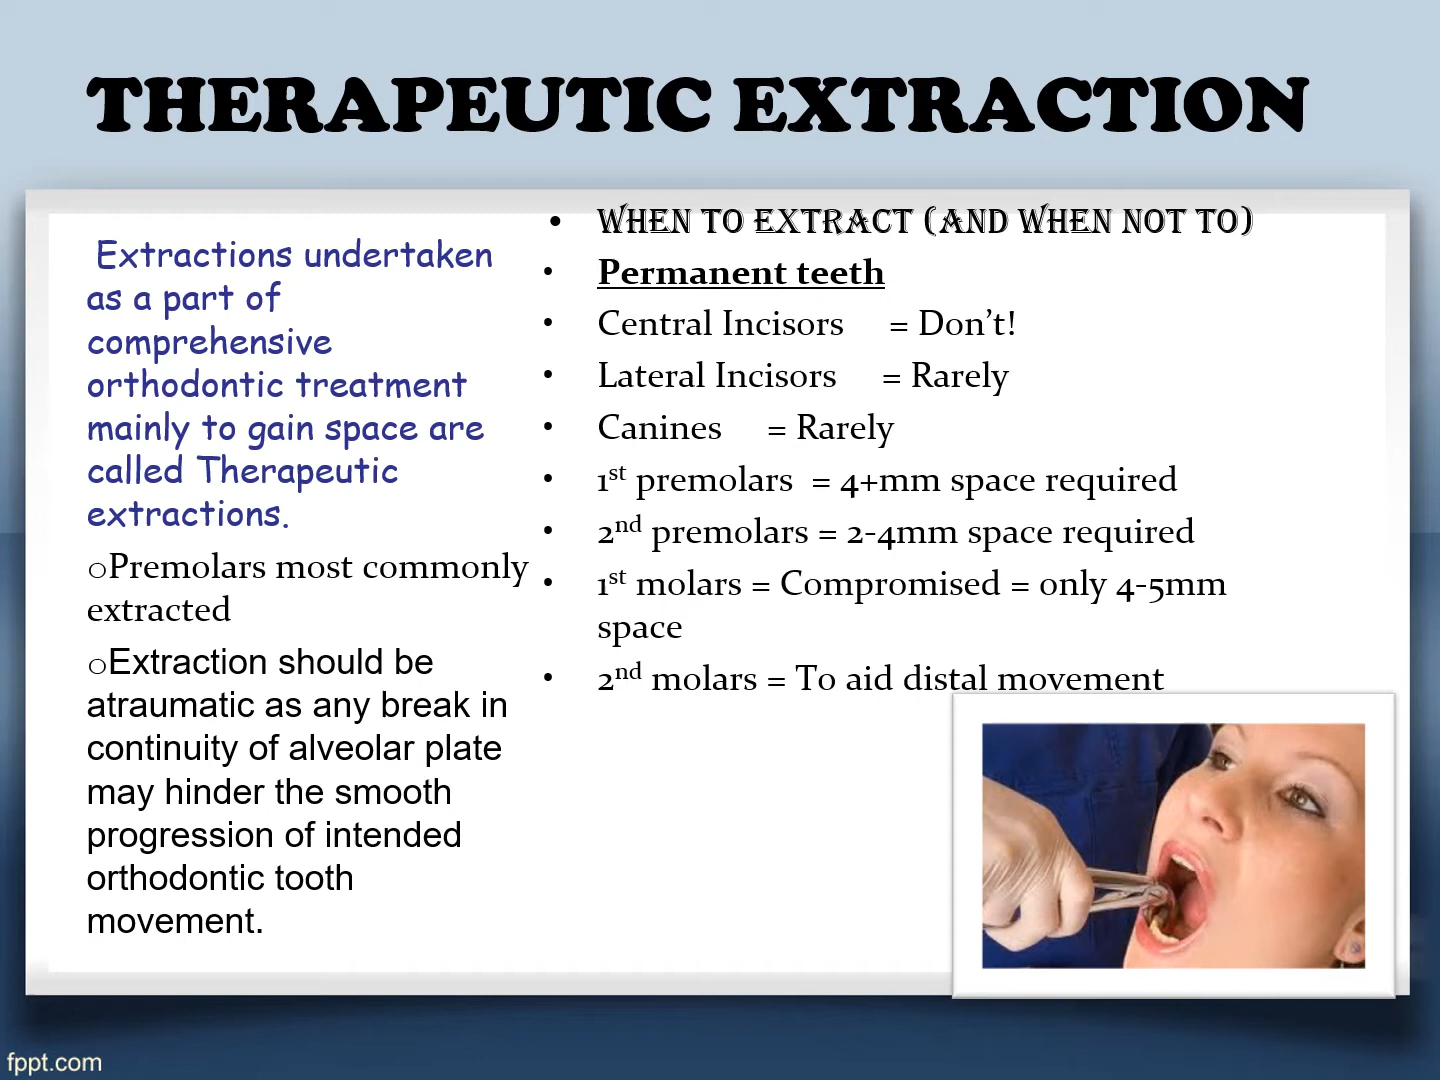 THERAPEUTIC EXTRACTION
Extractions undertaken
as a part of
comprehensive
orthodontic treatment
mainly to gain space are
called Therapeutic
extractions.
oPremolars most commonly
extracted
oExtraction should be
atraumatic as any break in
continuity of alveolar plate
may hinder the smooth
progression of intended
orthodontic tooth
movement.
• WHEN TO EXTRACT (AND WHEN NOT TO)
• Permanent teeth
• Central Incisors = Don’t!
• Lateral Incisors = Rarely
• Canines = Rarely
• 1st premolars = 4+mm space required
• 2nd premolars = 2-4mm space required
• 1st molars = Compromised = only 4-5mm
space
• 2nd molars = To aid distal movement
fppt.com